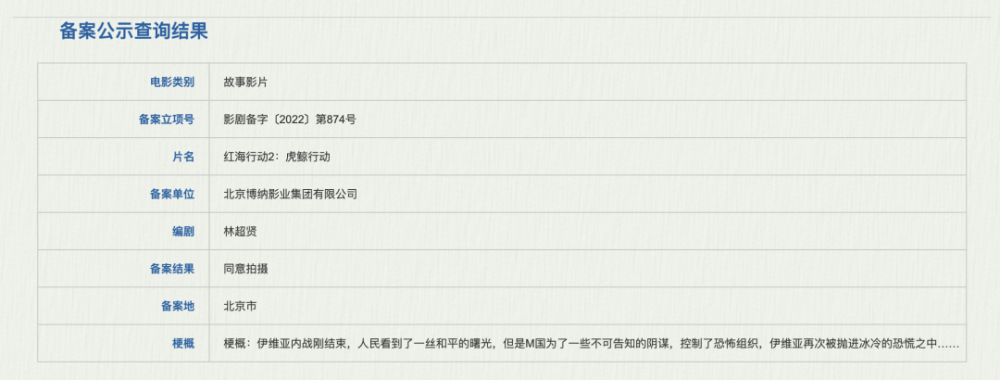 备案公示查询结果
电影类别 故事影片
备案立项号 影剧备字〔2022〕第874号
片名 红海行动2：虎鲸行动
备案单位 北京博纳影业集团有限公司
编剧 林超贤
备案结果 同意拍摄
备案地 北京市
梗概 梗概：伊维亚内战刚结束，人民看到了一丝和平的曙光，但是M国为了一些不可告知的阴谋，控制了恐怖组织，伊维亚再次被抛进冰冷的恐慌之中……